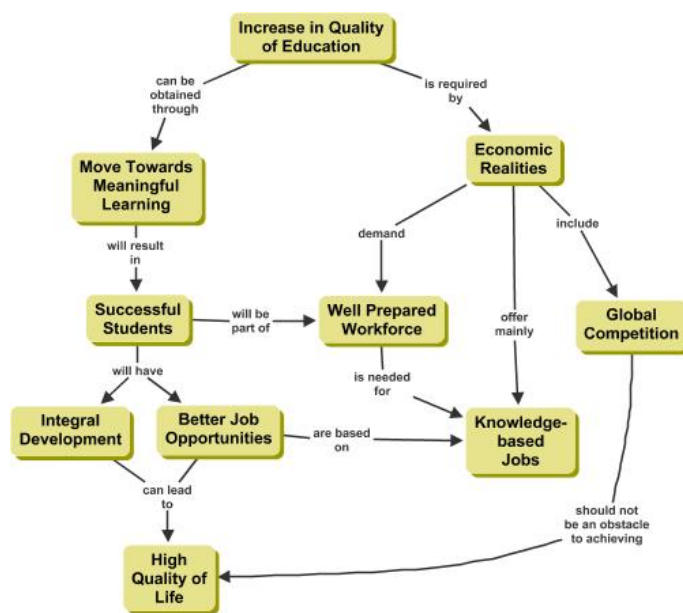 Increase in Quality
of Education
can be
obtained
through
is required
by
Move Towards
Meaningful
Learning
Economic
Realities
will result
in
demand
include
Successful
Students
will be
part of
Well Prepared
Workforce
offer
mainly
Global
Competition
will have
is needed
for
Integral
Development
Better Job
Opportunities
are based
on
Knowledge-
based
Jobs
can lead
to
should not
be an obstacle
to achieving
High
Quality of
Life